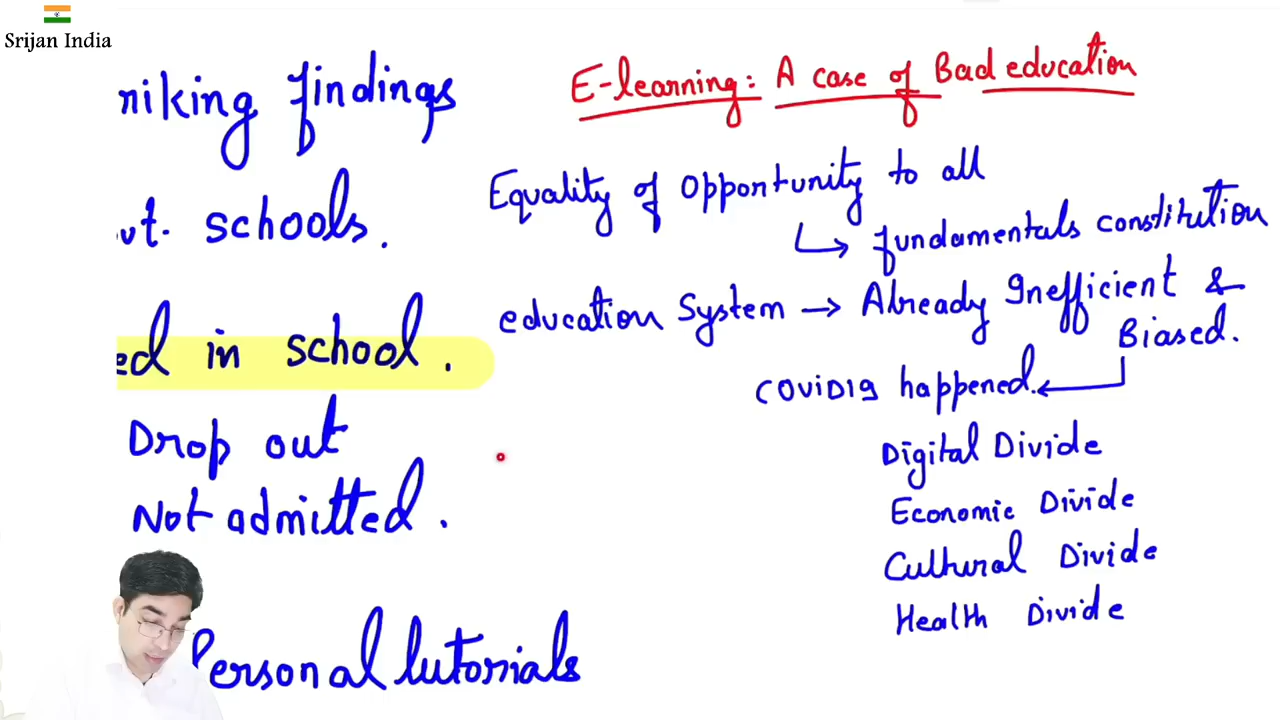 Srijan India
riking findings
ut. schools.
ed in school.
Drop out
Not admitted.
Personal tutorials
E-learning: A case of Bad education
Equality of opportunity to all
↳ fundamentals constitution
education System → Already Inefficient &
Biased.
COVID19 happened.
Digital Divide
Economic Divide
Cultural Divide
Health Divide